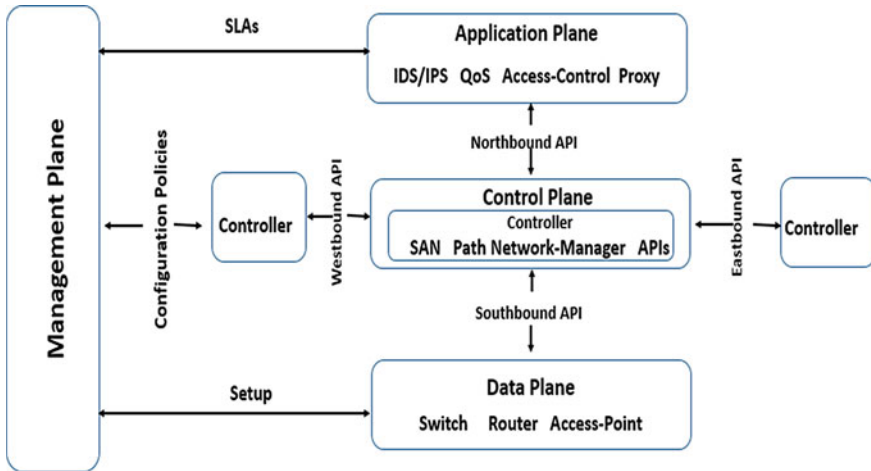 SLAs
Application Plane
IDS/IPS QoS Access-Control Proxy
Northbound API
Management Plane
Configuration Policies
Controller
Westbound API
Control Plane
Controller
SAN Path Network-Manager APIs
Eastbound API
Controller
Southbound API
Setup
Data Plane
Switch Router Access-Point